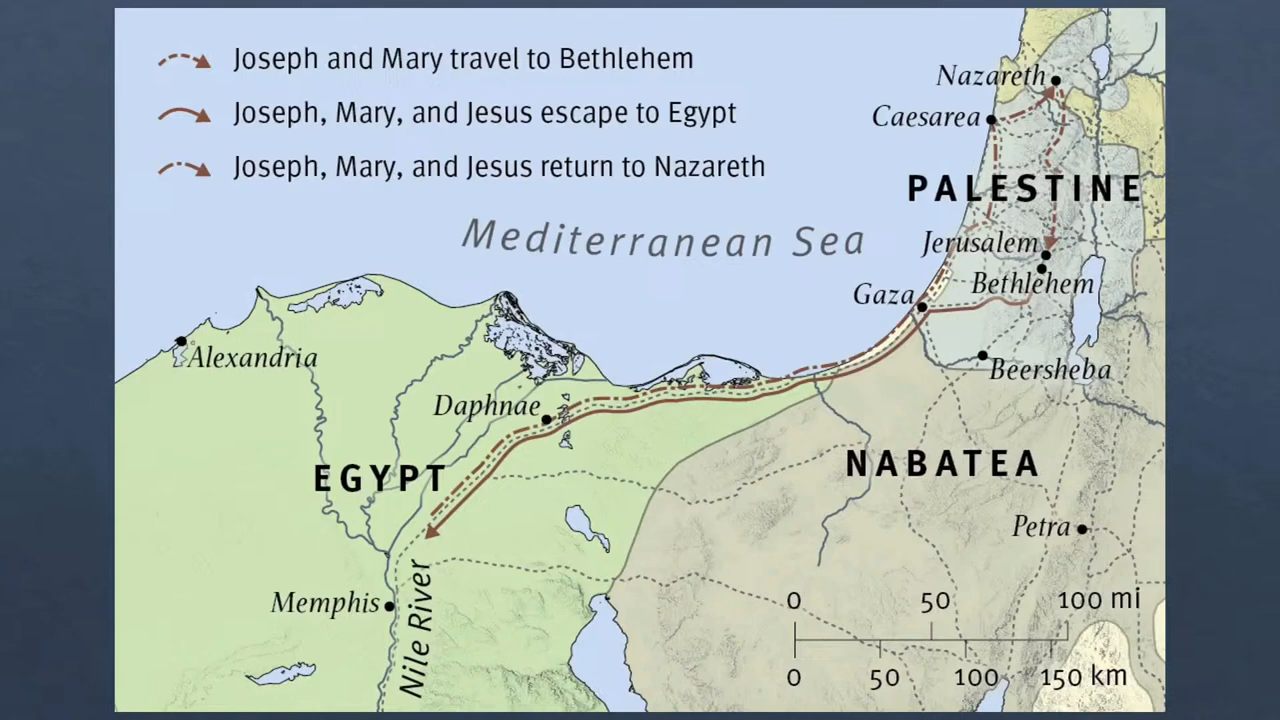 Joseph and Mary travel to Bethlehem
Joseph, Mary, and Jesus escape to Egypt
Joseph, Mary, and Jesus return to Nazareth
Nazareth
Caesarea
PALESTINE
Mediterranean Sea
Jerusalem
Bethlehem
Gaza
Alexandria
Beersheba
Daphnae
EGYPT
NABATEA
Petra
Memphis
Nile River
0 50 100 mi
0 50 100 150 km